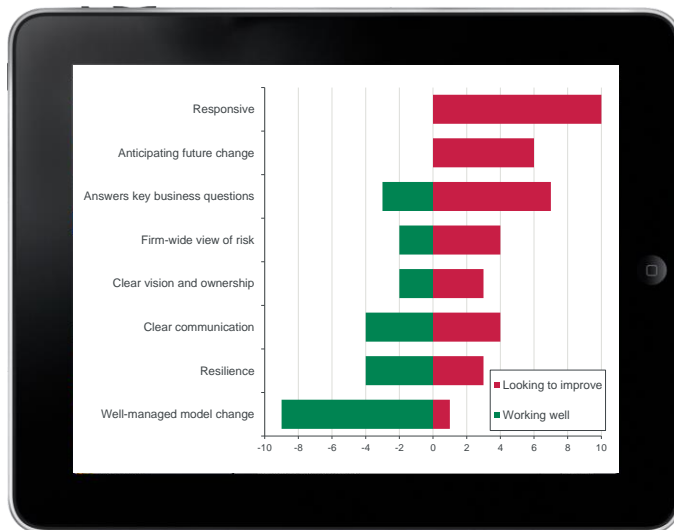 Responsive
Anticipating future change
Answers key business questions
Firm-wide view of risk
Clear vision and ownership
Clear communication
Resilience
Well-managed model change
Looking to improve
Working well
-10 -8 -6 -4 -2 0 2 4 6 8 10